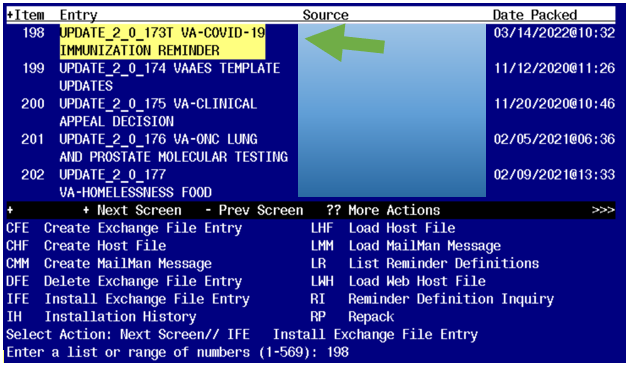 +Item Entry Source Date Packed
198 UPDATE_2_0_173T VA-COVID-19 03/14/2022@10:32
IMMUNIZATION REMINDER
199 UPDATE_2_0_174 VAAES TEMPLATE 11/12/2020@11:26
UPDATES
200 UPDATE_2_0_175 VA-CLINICAL 11/20/2020@10:46
APPEAL DECISION
201 UPDATE_2_0_176 VA-ONC LUNG 02/05/2021@06:36
AND PROSTATE MOLECULAR TESTING
202 UPDATE_2_0_177 02/09/2021@13:33
VA-HOMELESSNESS FOOD
+ + Next Screen - Prev Screen ?? More Actions >>>
CFE Create Exchange File Entry LHF Load Host File
CHF Create Host File LMM Load MailMan Message
CMM Create MailMan Message LR List Reminder Definitions
DFE Delete Exchange File Entry LWH Load Web Host File
IFE Install Exchange File Entry RI Reminder Definition Inquiry
IH Installation History RP Repack
Select Action: Next Screen// IFE Install Exchange File Entry
Enter a list or range of numbers (1-569): 198